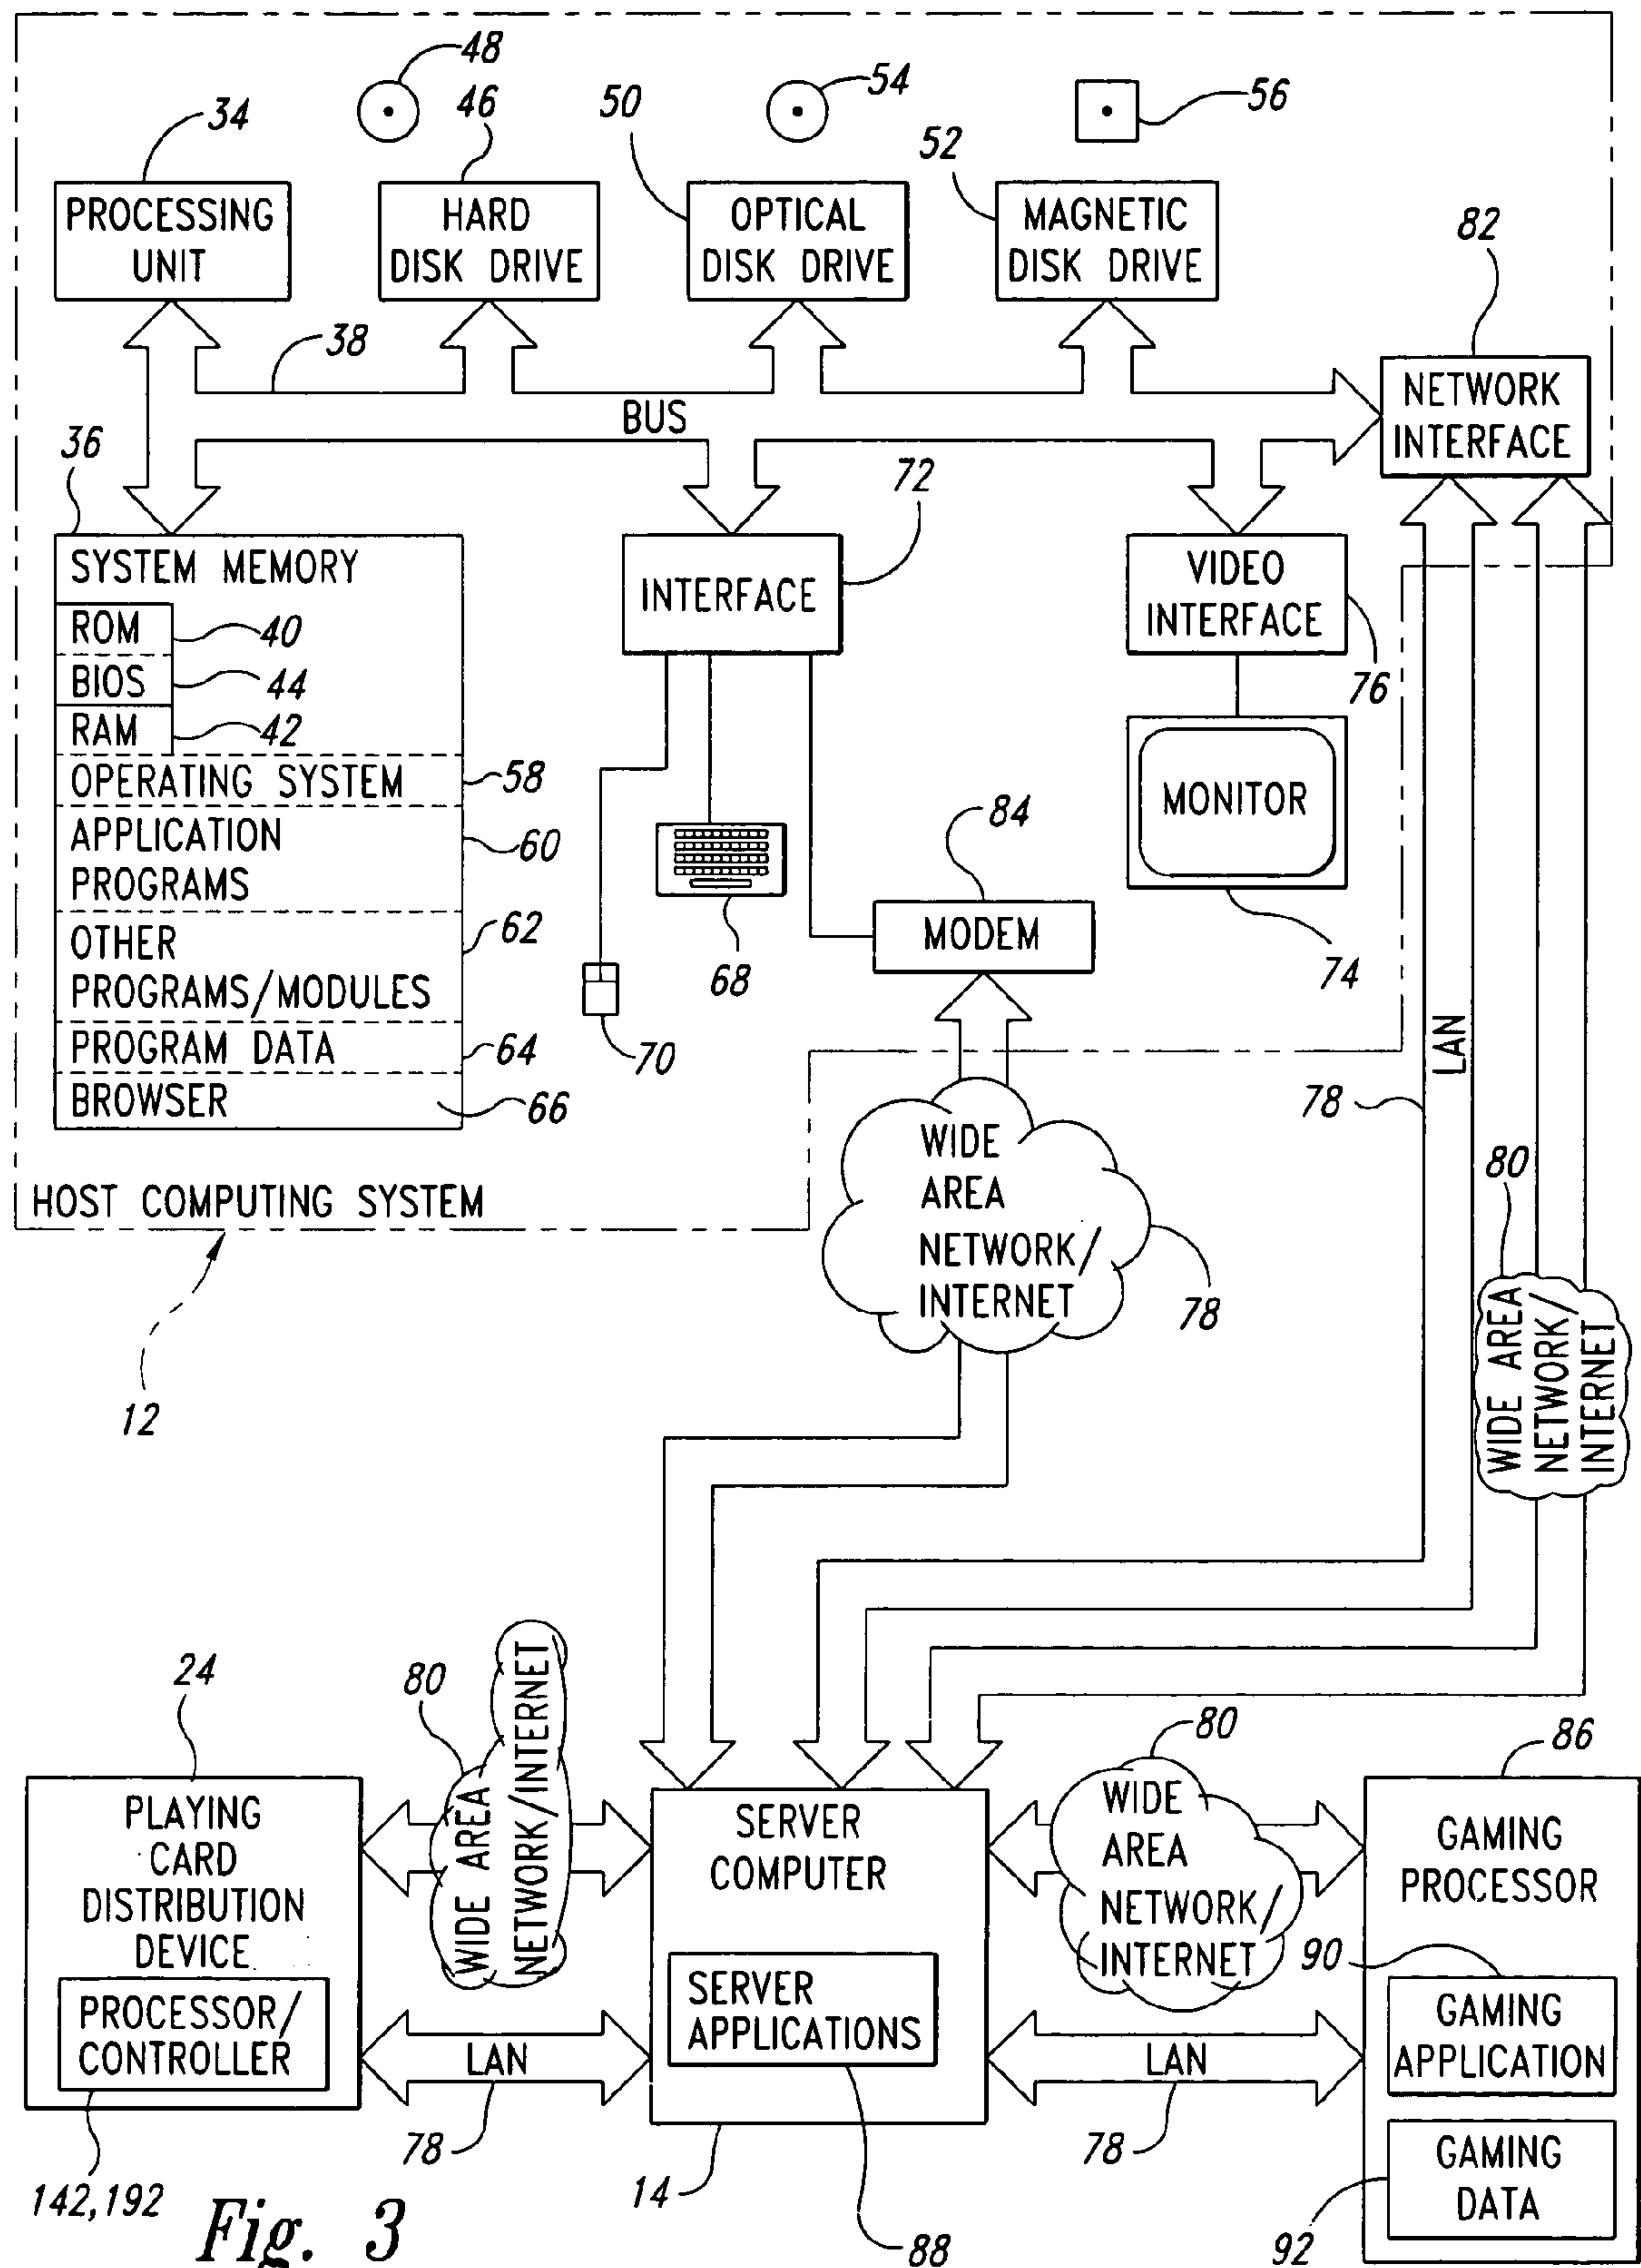 48
54
56
34
46
50
52
82
PROCESSING
UNIT
HARD
DISK DRIVE
OPTICAL
DISK DRIVE
MAGNETIC
DISK DRIVE
38
BUS
NETWORK
INTERFACE
36
72
SYSTEM MEMORY
ROM
40
BIOS
44
RAM
42
OPERATING SYSTEM
58
APPLICATION
PROGRAMS
60
OTHER
PROGRAMS/MODULES
62
PROGRAM DATA
64
BROWSER
66
INTERFACE
VIDEO
INTERFACE
76
MONITOR
74
84
MODEM
68
70
LAN
78
80
HOST COMPUTING SYSTEM
12
WIDE
AREA
NETWORK/
INTERNET
78
WIDE AREA
NETWORK/
INTERNET
24
80
WIDE AREA
NETWORK/INTERNET
80
86
PLAYING
CARD
DISTRIBUTION
DEVICE
PROCESSOR/
CONTROLLER
142,192
LAN
78
SERVER
COMPUTER
SERVER
APPLICATIONS
14
88
WIDE
AREA
NETWORK/
INTERNET
LAN
78
GAMING
PROCESSOR
90
GAMING
APPLICATION
GAMING
DATA
92
Fig. 3